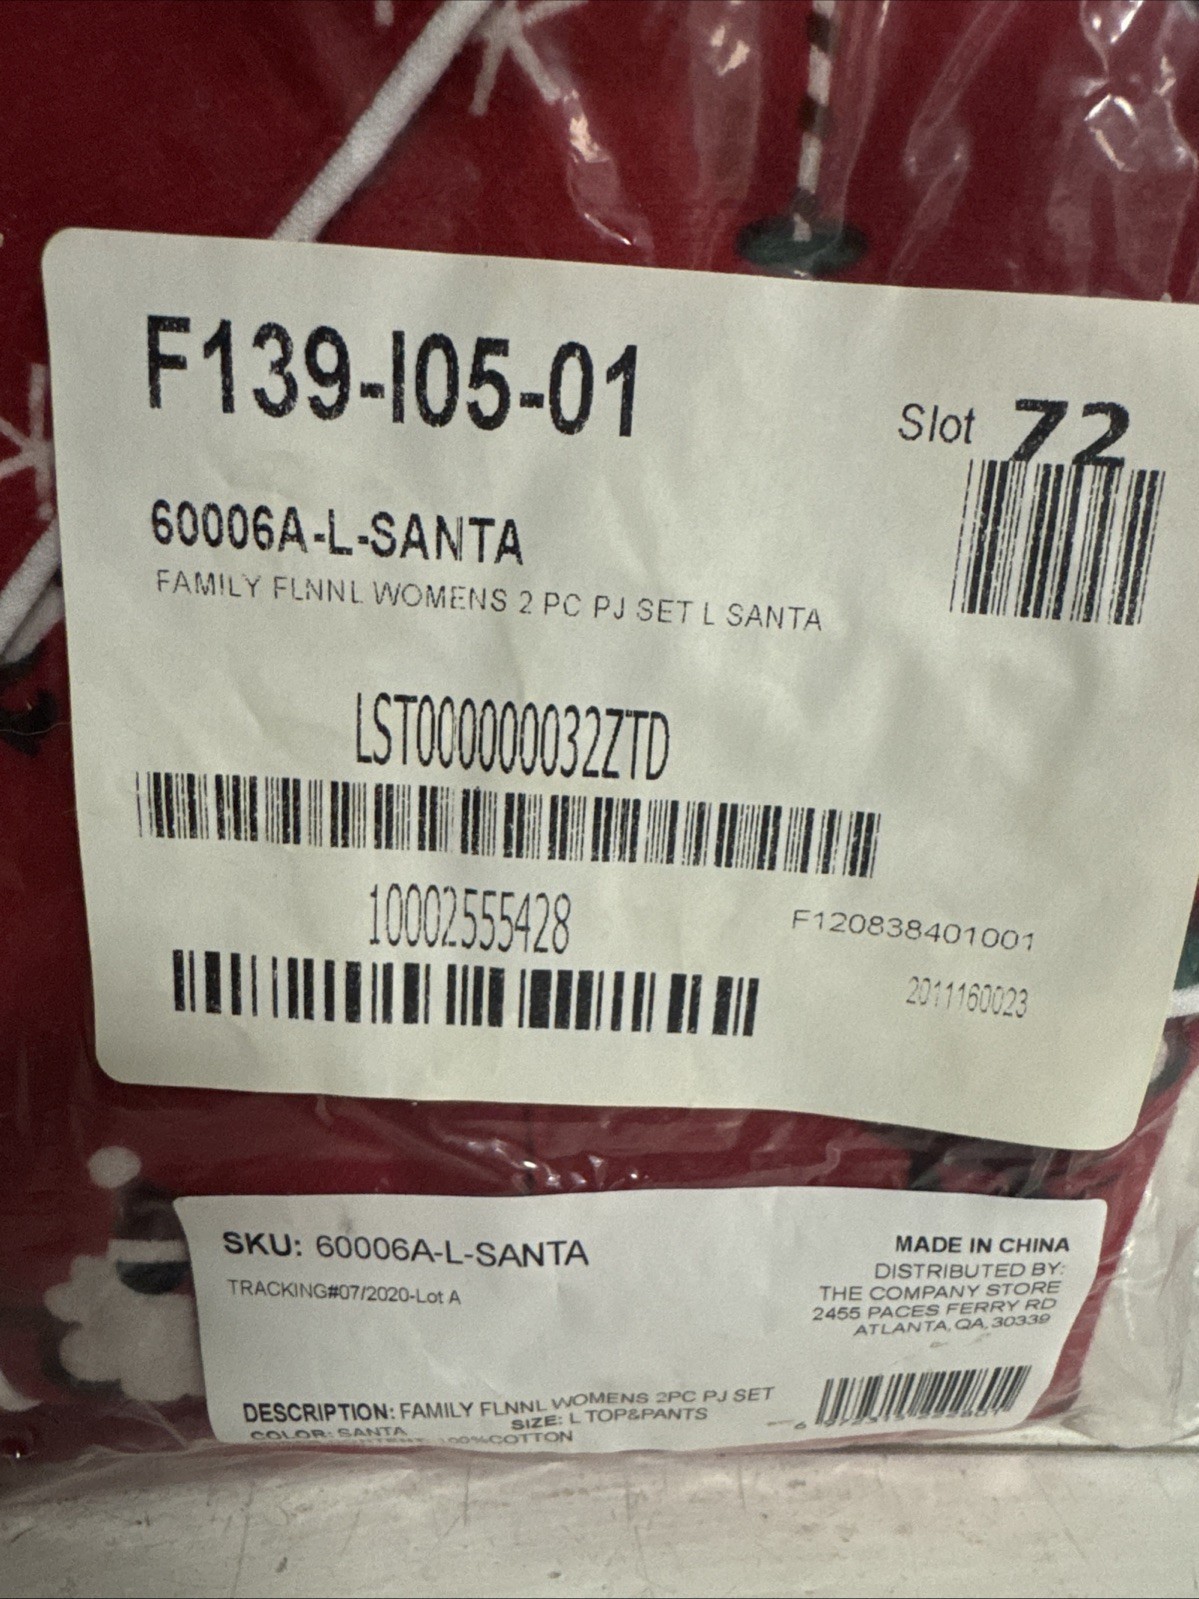 F139-I05-01
Slot 72
60006A-L-SANTA
FAMILY FLNNL WOMENS 2 PC PJ SET L SANTA
LST000000032ZTD
10002555428
F120838401001
2011160023
SKU: 60006A-L-SANTA
TRACKING#07/2020-Lot A
MADE IN CHINA
DISTRIBUTED BY:
THE COMPANY STORE
2455 PACES FERRY RD
ATLANTA,QA,30339
DESCRIPTION: FAMILY FLNNL WOMENS 2PC PJ SET
SIZE: L TOP&PANTS
COLOR: SANTA
100%COTTON